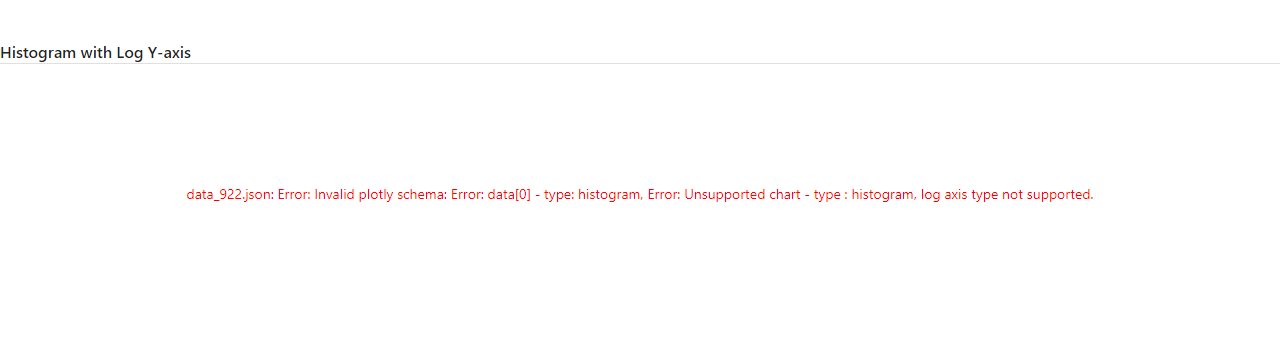 Histogram with Log Y-axis
data_922.json: Error: Invalid plotly schema: Error: data[0] - type: histogram, Error: Unsupported chart - type : histogram, log axis type not supported.